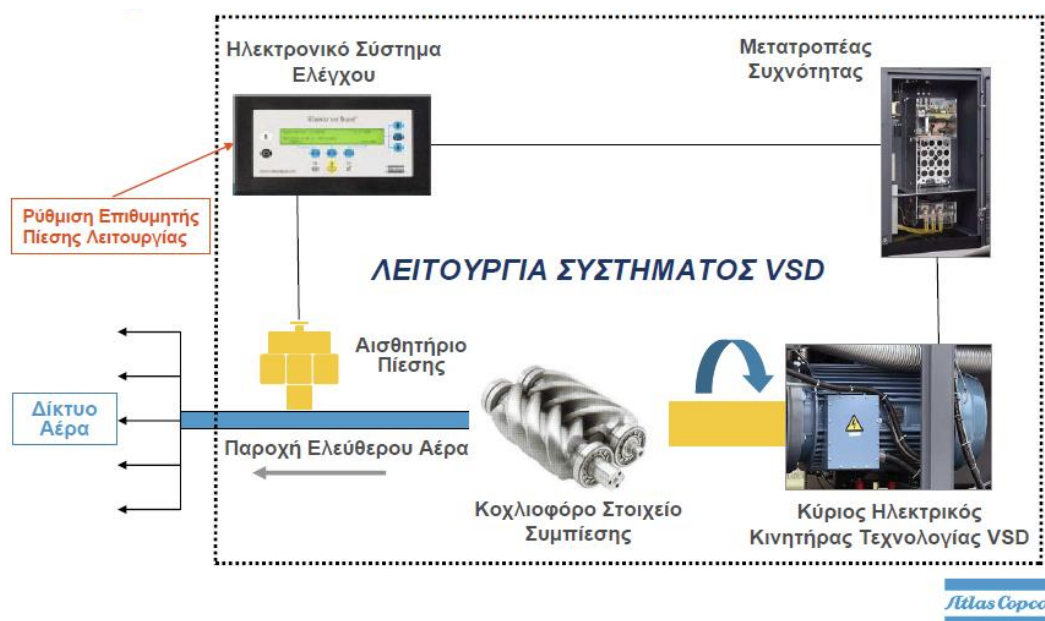 Ηλεκτρονικό Σύστημα
Ελέγχου
Μετατροπέας
Συχνότητας
Ρύθμιση Επιθυμητής
Πίεσης Λειτουργίας
ΛΕΙΤΟΥΡΓΙΑ ΣΥΣΤΗΜΑΤΟΣ VSD
Αισθητήριο
Πίεσης
Δίκτυο
Αέρα
Παροχή Ελεύθερου Αέρα
Κοχλιοφόρο Στοιχείο
Συμπίεσης
Κύριος Ηλεκτρικός
Κινητήρας Τεχνολογίας VSD
Atlas Copco